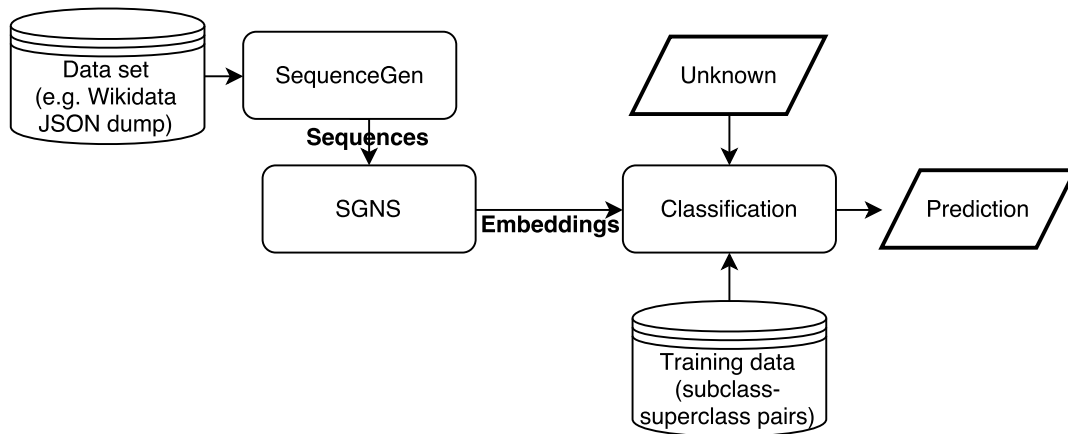 Data set
(e.g. Wikidata
JSON dump)
SequenceGen
Sequences
SGNS
Embeddings
Unknown
Classification
Prediction
Training data
(subclass-
superclass pairs)